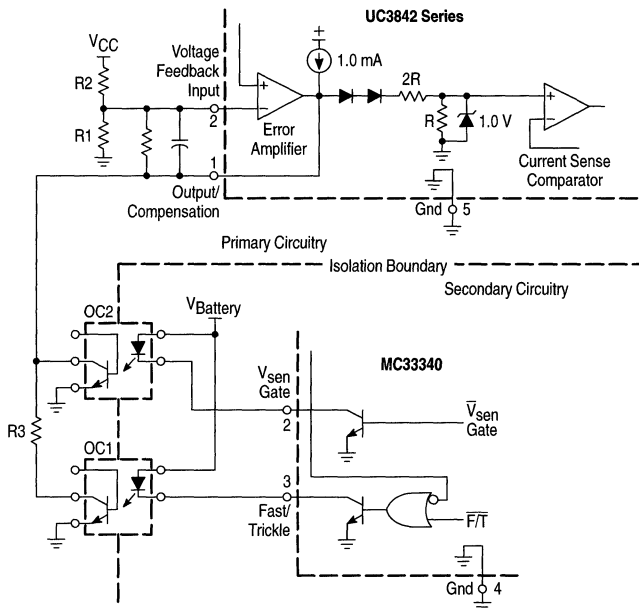 UC3842 Series
VCC
Voltage
Feedback
Input
R2
R1
2
+
−
Error
Amplifier
+
1.0 mA
2R
R
1.0 V
+
−
Current Sense
Comparator
1
Output/
Compensation
Gnd 5
Primary Circuitry
Isolation Boundary
Secondary Circuitry
OC2
VBattery
MC33340
Vsen
Gate
2
V̅sen
Gate
R3
OC1
3
Fast/
Trickle
F̅/̅T̅
Gnd 4